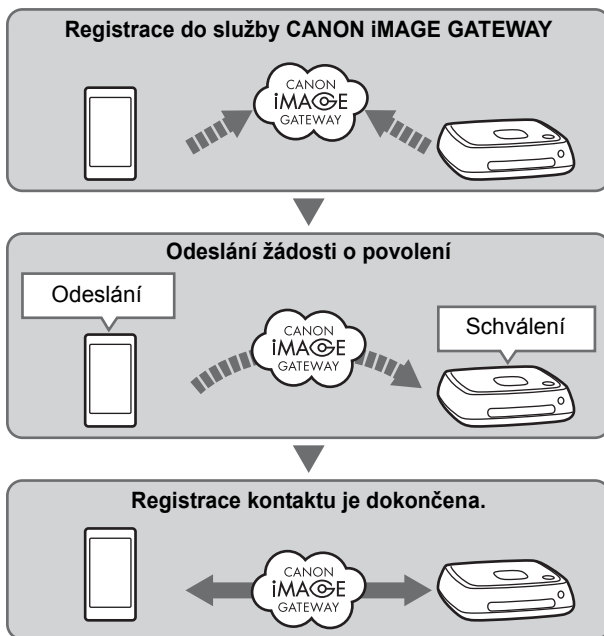 Registrace do služby CANON iMAGE GATEWAY
CANON
iMAGE
GATEWAY
Odeslání žádosti o povolení
Odeslání
CANON
iMAGE
GATEWAY
Schválení
Registrace kontaktu je dokončena.
CANON
iMAGE
GATEWAY